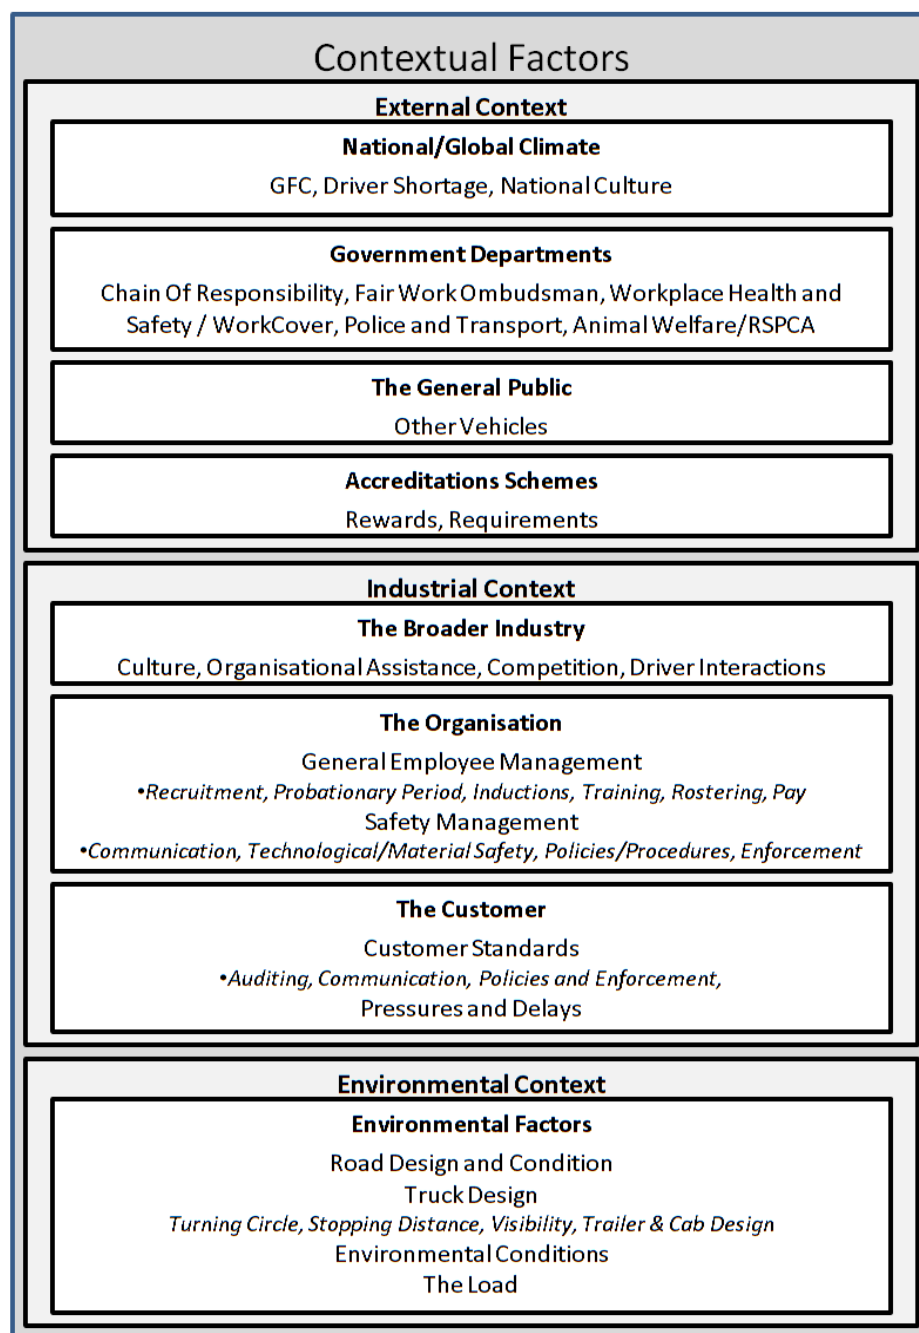 Contextual Factors
External Context
National/Global Climate
GFC, Driver Shortage, National Culture
Government Departments
Chain Of Responsibility, Fair Work Ombudsman, Workplace Health and
Safety / WorkCover, Police and Transport, Animal Welfare/RSPCA
The General Public
Other Vehicles
Accreditations Schemes
Rewards, Requirements
Industrial Context
The Broader Industry
Culture, Organisational Assistance, Competition, Driver Interactions
The Organisation
General Employee Management
•Recruitment, Probationary Period, Inductions, Training, Rostering, Pay
Safety Management
•Communication, Technological/Material Safety, Policies/Procedures, Enforcement
The Customer
Customer Standards
•Auditing, Communication, Policies and Enforcement,
Pressures and Delays
Environmental Context
Environmental Factors
Road Design and Condition
Truck Design
Turning Circle, Stopping Distance, Visibility, Trailer & Cab Design
Environmental Conditions
The Load